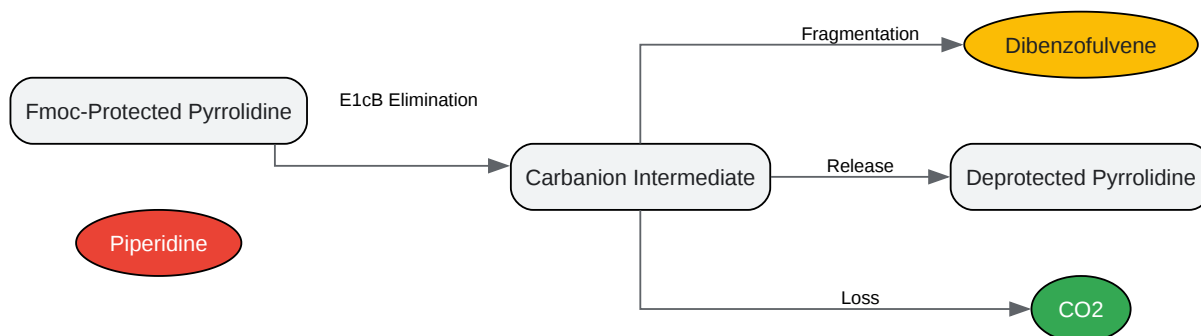 Fmoc-Protected Pyrrolidine
Piperidine
E1cB Elimination
Carbanion Intermediate
Fragmentation
Dibenzofulvene
Release
Deprotected Pyrrolidine
Loss
CO2